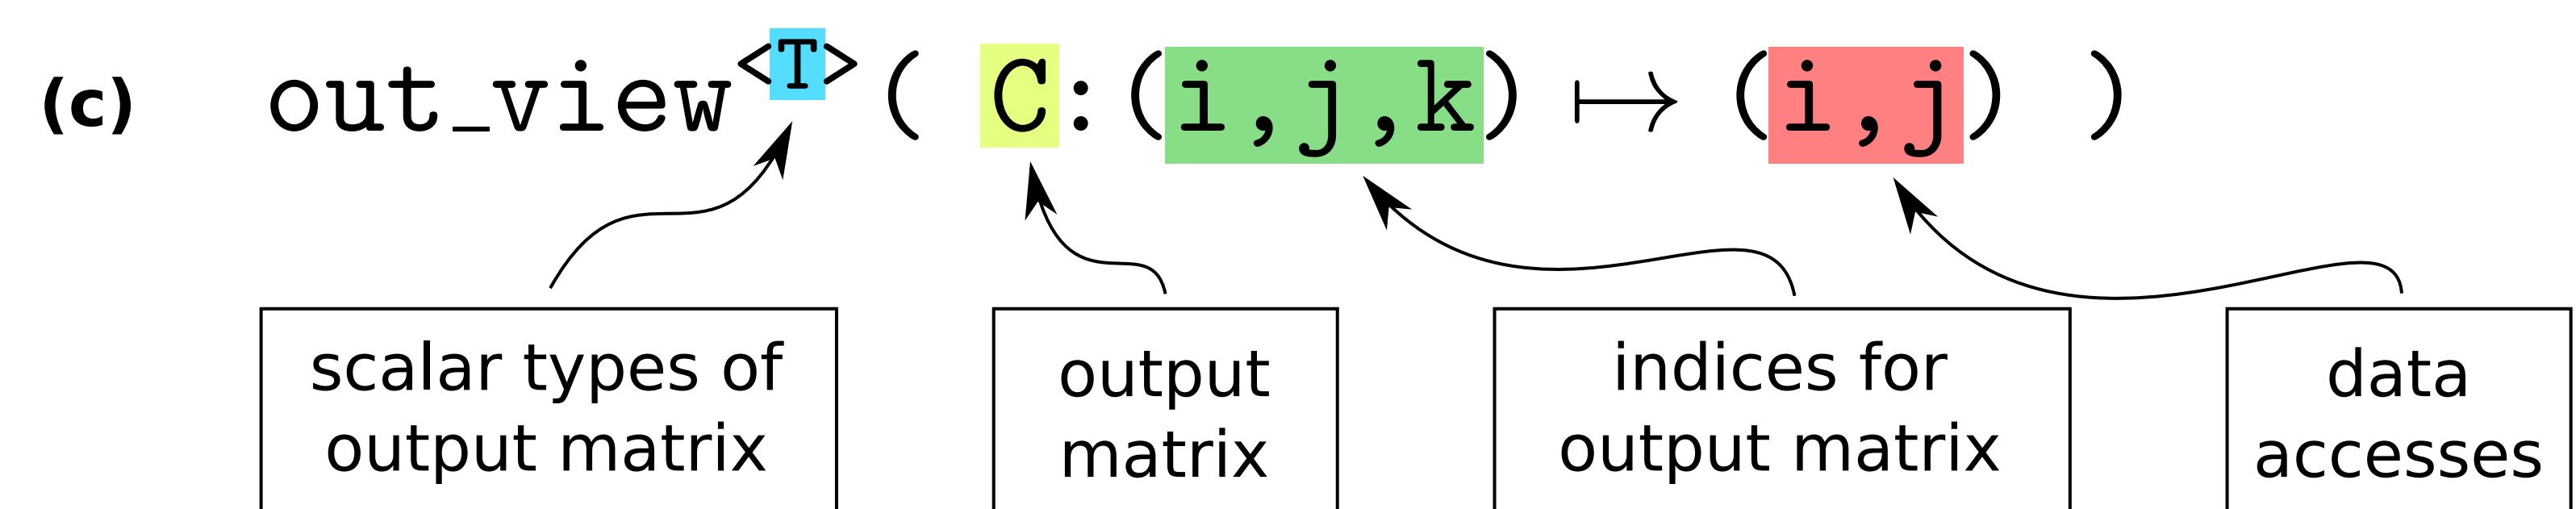 (c) out_view<T> ( C:(i,j,k) ↦ (i,j) )
scalar types of
output matrix
output
matrix
indices for
output matrix
data
accesses